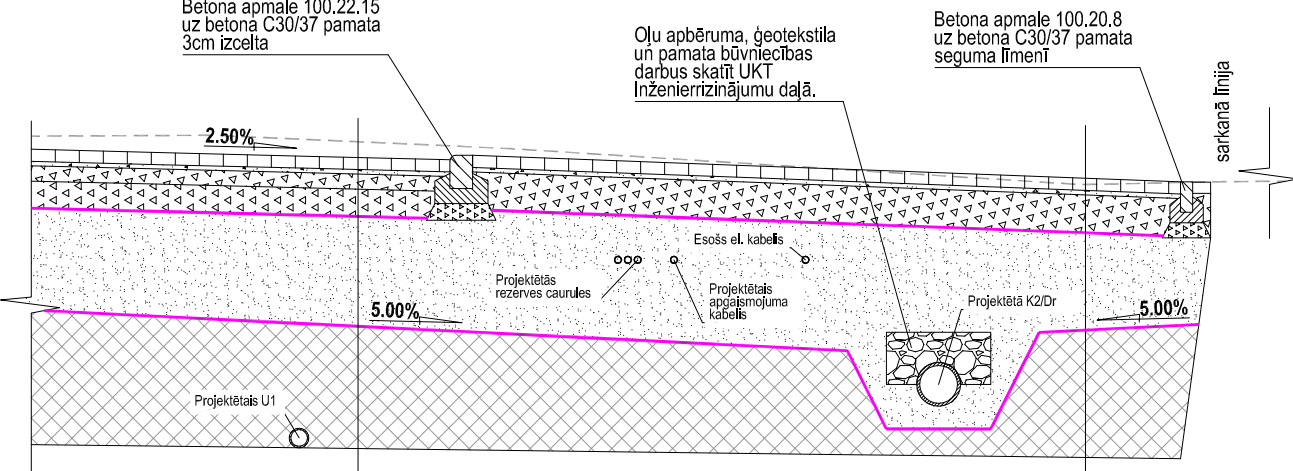 Betona apmale 100.22.15
uz betona C30/37 pamata
3cm izcelta
Oļu apbēruma, ģeotekstila
un pamata būvniecības
darbus skatīt UKT
Inženierrizinājumu daļā.
Betona apmale 100.20.8
uz betona C30/37 pamata
seguma līmenī
sarkanā līnija
2.50%
Esošs el. kabelis
Projektētās
rezerves caurules
Projektētais
apgaismojuma
kabelis
Projektētā K2/Dr
5.00%
5.00%
Projektētais U1